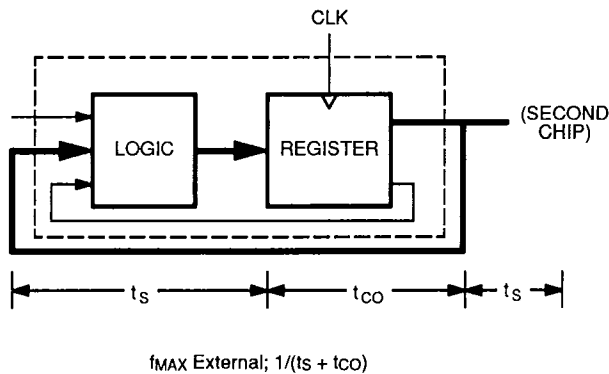 CLK
(SECOND
CHIP)
LOGIC
REGISTER
tS
tCO
tS
fMAX External; 1/(tS + tCO)